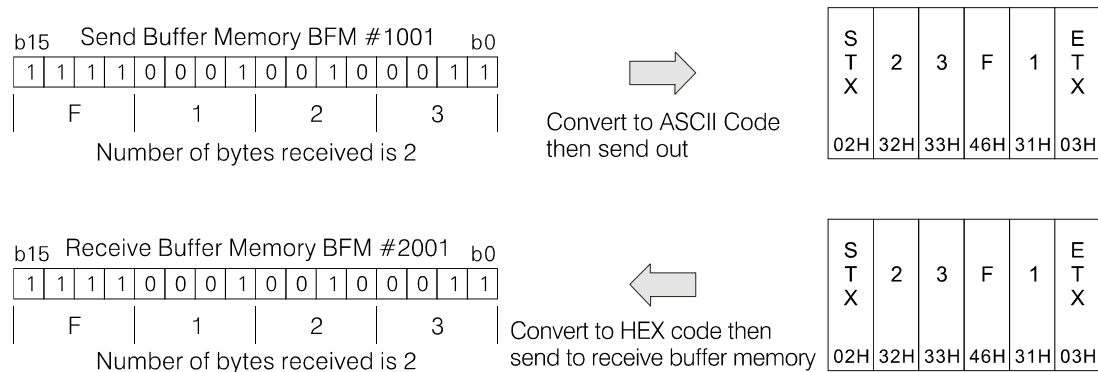 b15 Send Buffer Memory BFM #1001 b0
1 1 1 1 0 0 0 1 0 0 1 0 0 0 1 1
F 1 2 3
Number of bytes received is 2
Convert to ASCII Code
then send out
STX 2 3 F 1 ETX
02H 32H 33H 46H 31H 03H
b15 Receive Buffer Memory BFM #2001 b0
1 1 1 1 0 0 0 1 0 0 1 0 0 0 1 1
F 1 2 3
Number of bytes received is 2
Convert to HEX code then
send to receive buffer memory
STX 2 3 F 1 ETX
02H 32H 33H 46H 31H 03H